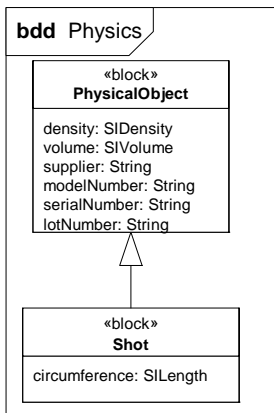 bdd Physics
«block»
PhysicalObject
density: SIDensity
volume: SIVolume
supplier: String
modelNumber: String
serialNumber: String
lotNumber: String
«block»
Shot
circumference: SILength